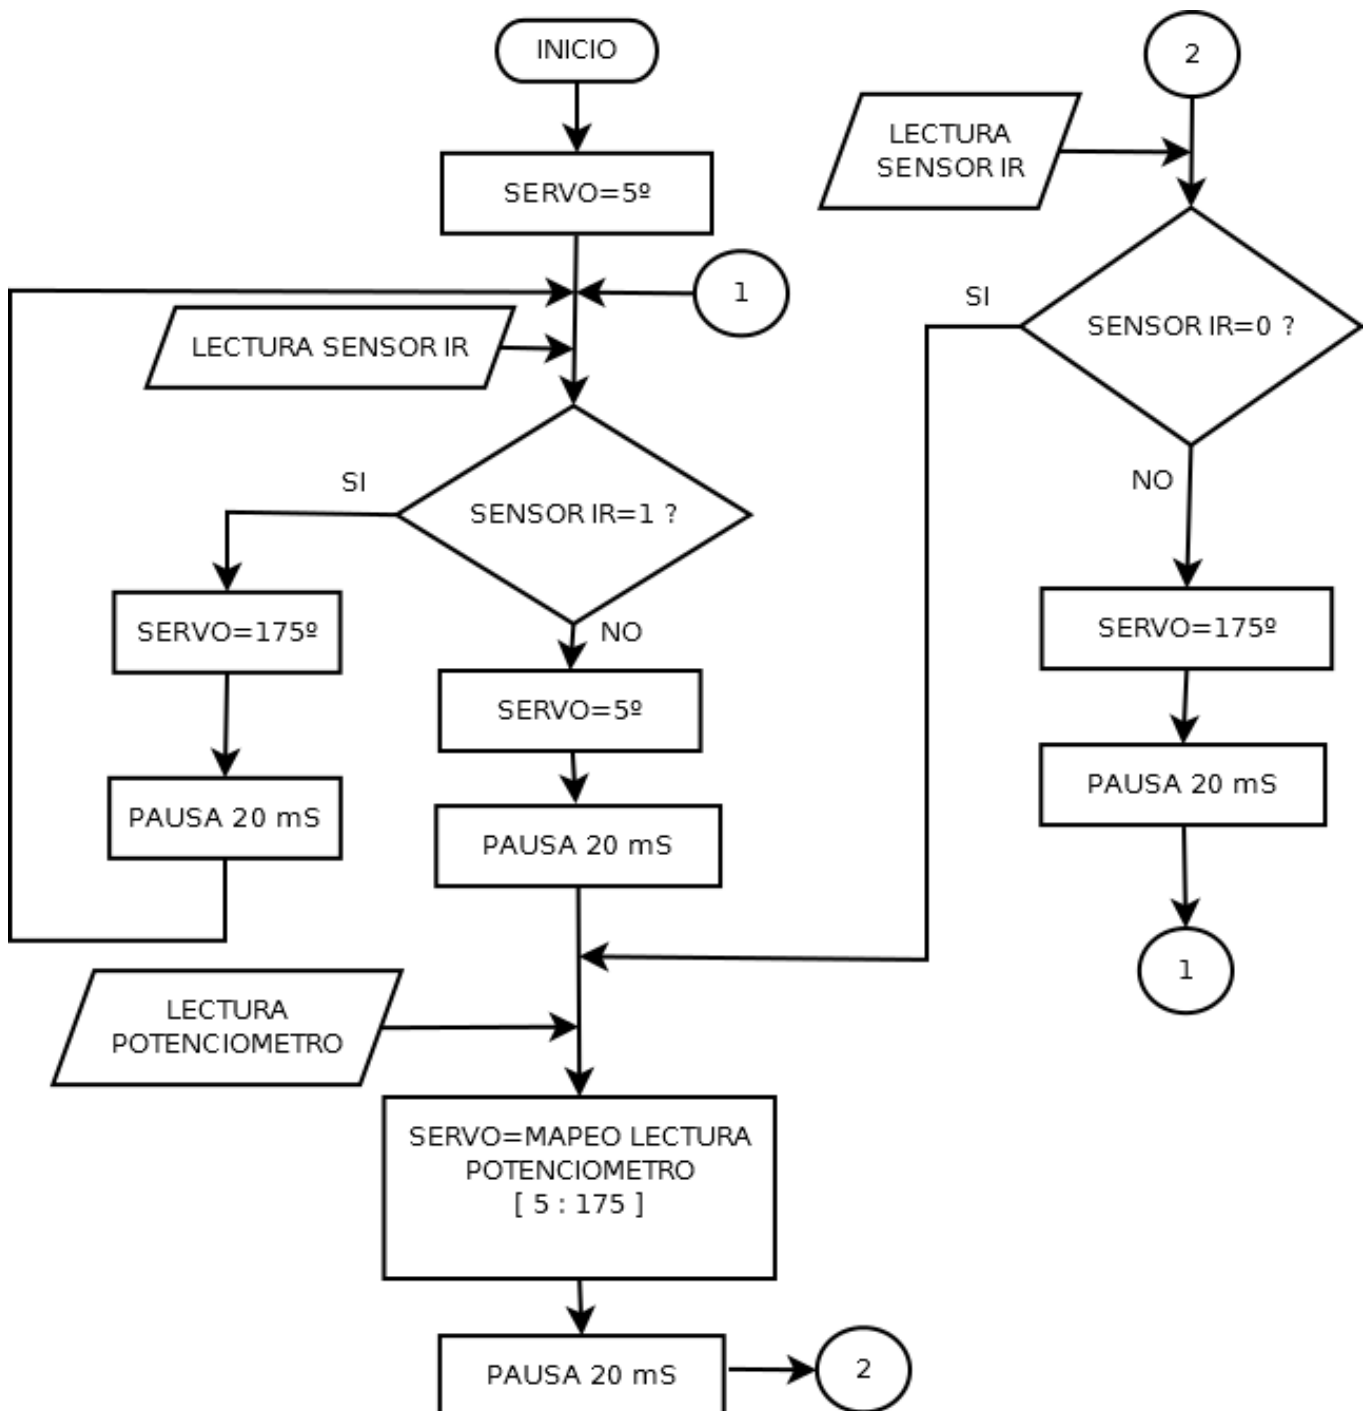 INICIO
SERVO=5º
1
LECTURA SENSOR IR
SENSOR IR=1 ?
SI
NO
SERVO=175º
PAUSA 20 mS
SERVO=5º
PAUSA 20 mS
LECTURA
POTENCIOMETRO
SERVO=MAPEO LECTURA
POTENCIOMETRO
[ 5 : 175 ]
PAUSA 20 mS
2
2
LECTURA
SENSOR IR
SI
SENSOR IR=0 ?
NO
SERVO=175º
PAUSA 20 mS
1